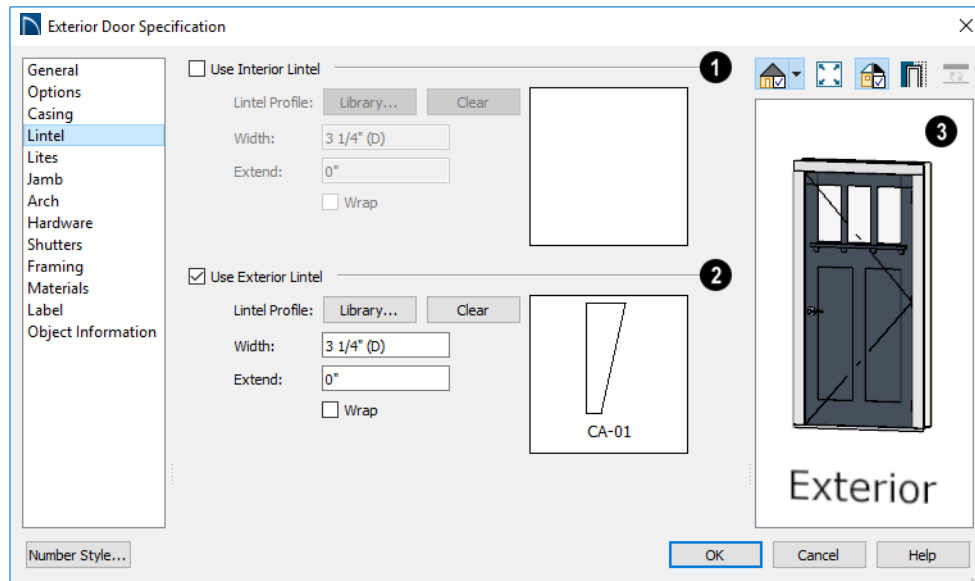 Exterior Door Specification
General
Options
Casing
Lintel
Lites
Jamb
Arch
Hardware
Shutters
Framing
Materials
Label
Object Information
Use Interior Lintel
1
Lintel Profile: Library... Clear
Width: 3 1/4" (D)
Extend: 0"
Wrap
Use Exterior Lintel
2
Lintel Profile: Library... Clear
Width: 3 1/4" (D)
Extend: 0"
Wrap
CA-01
3
Exterior
Number Style... OK Cancel Help